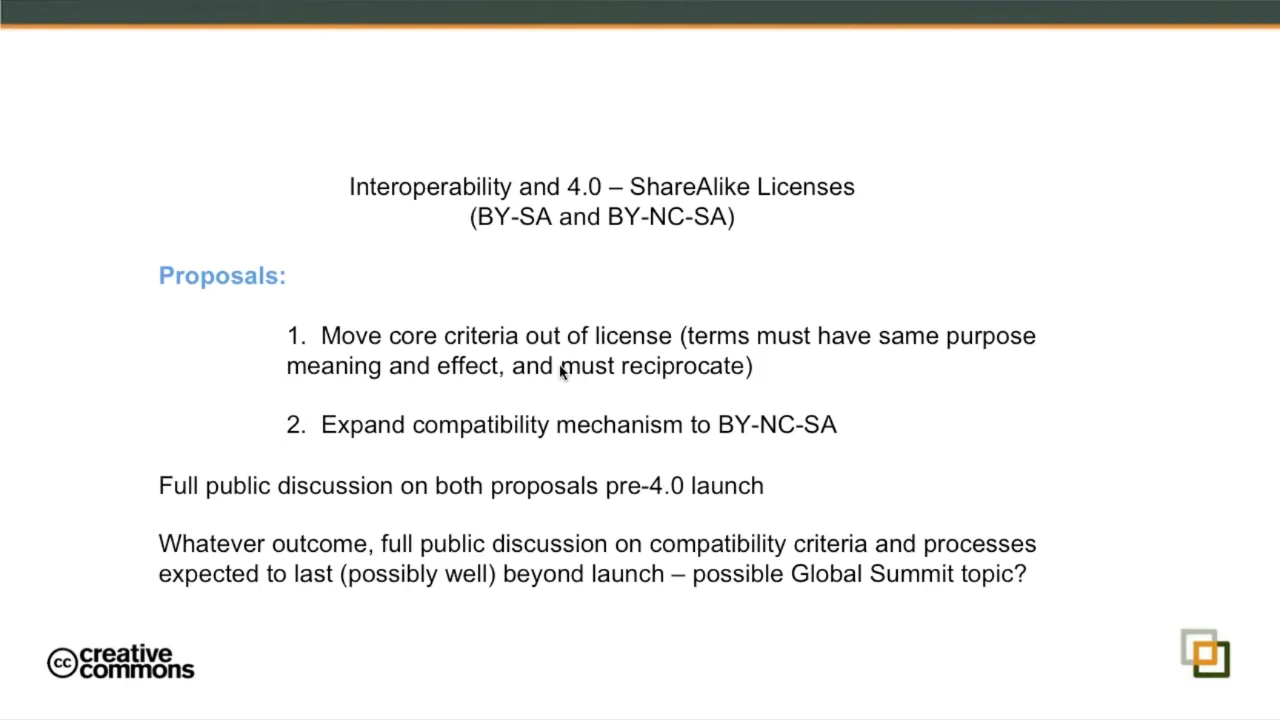 Interoperability and 4.0 – ShareAlike Licenses
(BY-SA and BY-NC-SA)
Proposals:
1. Move core criteria out of license (terms must have same purpose
meaning and effect, and must reciprocate)
2. Expand compatibility mechanism to BY-NC-SA
Full public discussion on both proposals pre-4.0 launch
Whatever outcome, full public discussion on compatibility criteria and processes
expected to last (possibly well) beyond launch – possible Global Summit topic?
cc creative
commons